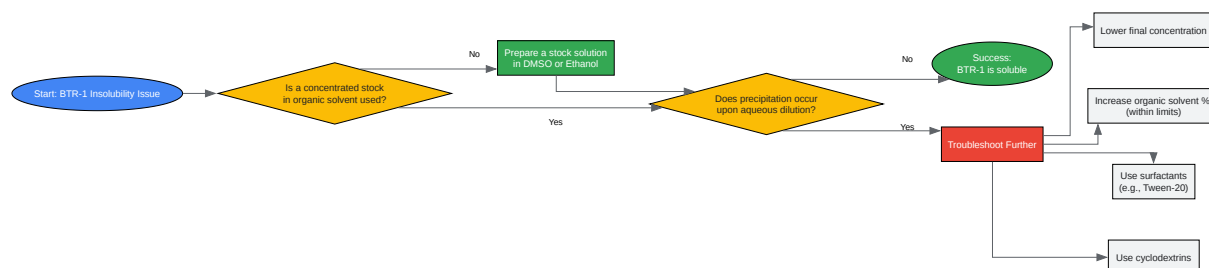 Start: BTR-1 Insolubility Issue
Is a concentrated stock
in organic solvent used?
No
Yes
Prepare a stock solution
in DMSO or Ethanol
Does precipitation occur
upon aqueous dilution?
No
Yes
Success:
BTR-1 is soluble
Troubleshoot Further
Lower final concentration
Increase organic solvent %
(within limits)
Use surfactants
(e.g., Tween-20)
Use cyclodextrins